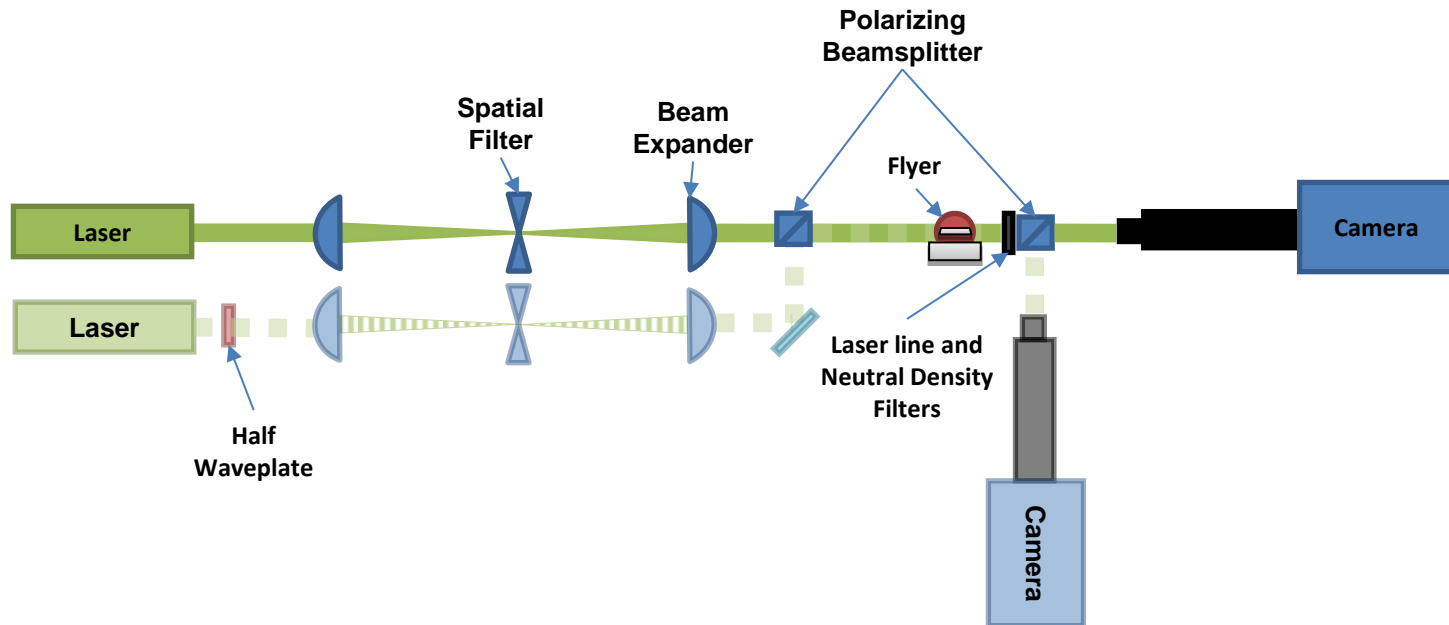 Polarizing
Beamsplitter
Spatial
Filter
Beam
Expander
Flyer
Laser
Camera
Laser
Laser line and
Neutral Density
Filters
Half
Waveplate
Camera